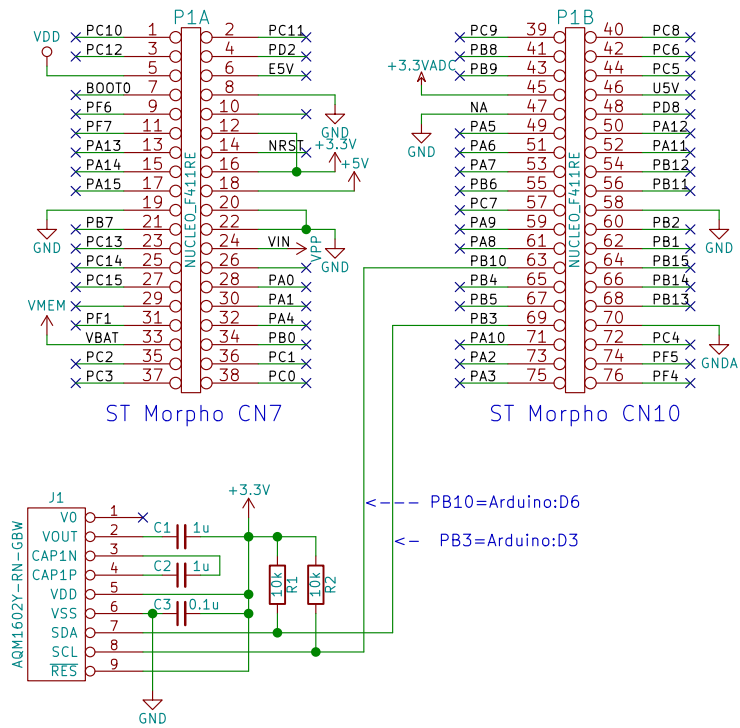 P1A
VDD
PC10 1 2 PC11
PC12 3 4 PD2
5 6 E5V
BOOT0 7 8
PF6 9 10
GND
PF7 11 12
PA13 13 14 NRST
+3.3V
PA14 15 16
+5V
PA15 17 18
19 20
PB7 21 22
GND
PC13 23 24 VIN
VPP
GND
PC14 25 26
PC15 27 28 PA0
VMEM
29 30 PA1
PF1 31 32 PA4
VBAT 33 34 PB0
PC2 35 36 PC1
PC3 37 38 PC0
NUCLEO_F411RE
ST Morpho CN7
P1B
PC9 39 40 PC8
PB8 41 42 PC6
+3.3VADC
PB9 43 44 PC5
45 46 U5V
NA 47 48 PD8
PA5 49 50 PA12
GND
PA6 51 52 PA11
PA7 53 54 PB12
PB6 55 56 PB11
PC7 57 58
PA9 59 60 PB2
GND
PA8 61 62 PB1
PB10 63 64 PB15
PB4 65 66 PB14
PB5 67 68 PB13
PB3 69 70
PA10 71 72 PC4
PA2 73 74 PF5
GNDA
PA3 75 76 PF4
NUCLEO_F411RE
ST Morpho CN10
<--- PB10=Arduino:D6
<- PB3=Arduino:D3
J1
+3.3V
V0 1
VOUT 2 C1 1u
CAP1N 3
CAP1P 4 C2 1u
VDD 5
VSS 6 C3 0.1u
SDA 7
SCL 8
RES 9
AQM1602Y-RN-GBW
10k R1
10k R2
GND